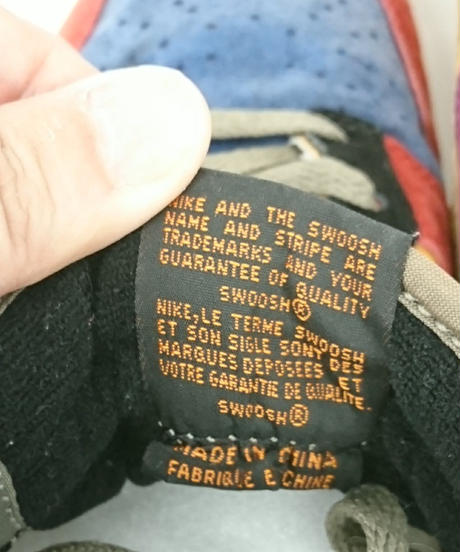 NIKE AND THE SWOOSH
NAME AND STRIFE ARE
TRADEMARKS AND YOUR
GUARANTEE OF QUALITY
SWOOSH®
NIKE,LE TERME SWOOSH
ET SON SIGLE SONT DES
MARQUES DEPOSEES ET
VOTRE GARANTIE DE QUALITE.
SWOOSH®
MADE IN CHINA
FABRIQUE E CHINE